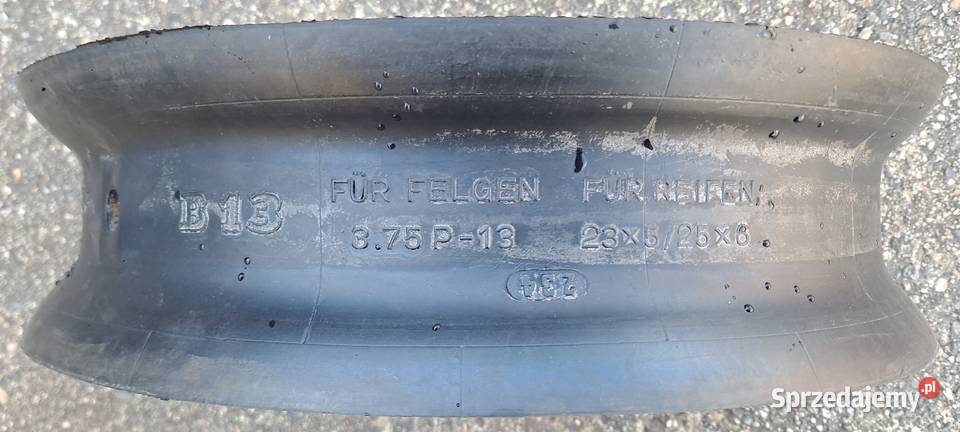 B13
FÜR FELGEN
3.75 P-13
FÜR REIFEN
23x5/25x6
Sprzedajemy.pl